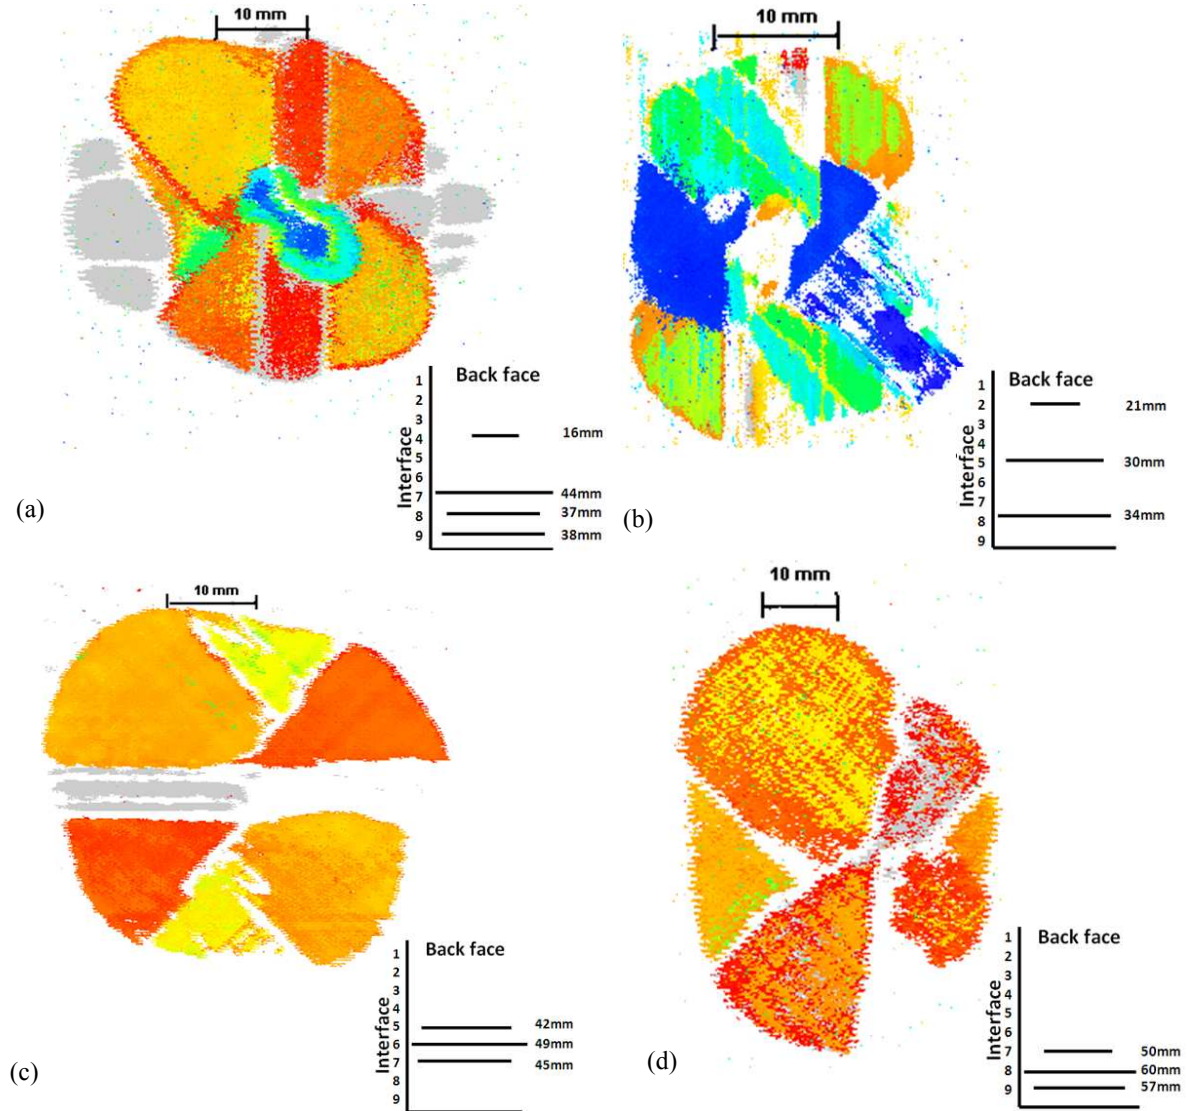 10 mm
Back face
Interface
1
2
3
4
5
6
7
8
9
16mm
44mm
37mm
38mm
(a)
10 mm
Back face
Interface
1
2
3
4
5
6
7
8
9
21mm
30mm
34mm
(b)
10 mm
Back face
Interface
1
2
3
4
5
6
7
8
9
42mm
49mm
45mm
(c)
10 mm
Back face
Interface
1
2
3
4
5
6
7
8
9
50mm
60mm
57mm
(d)